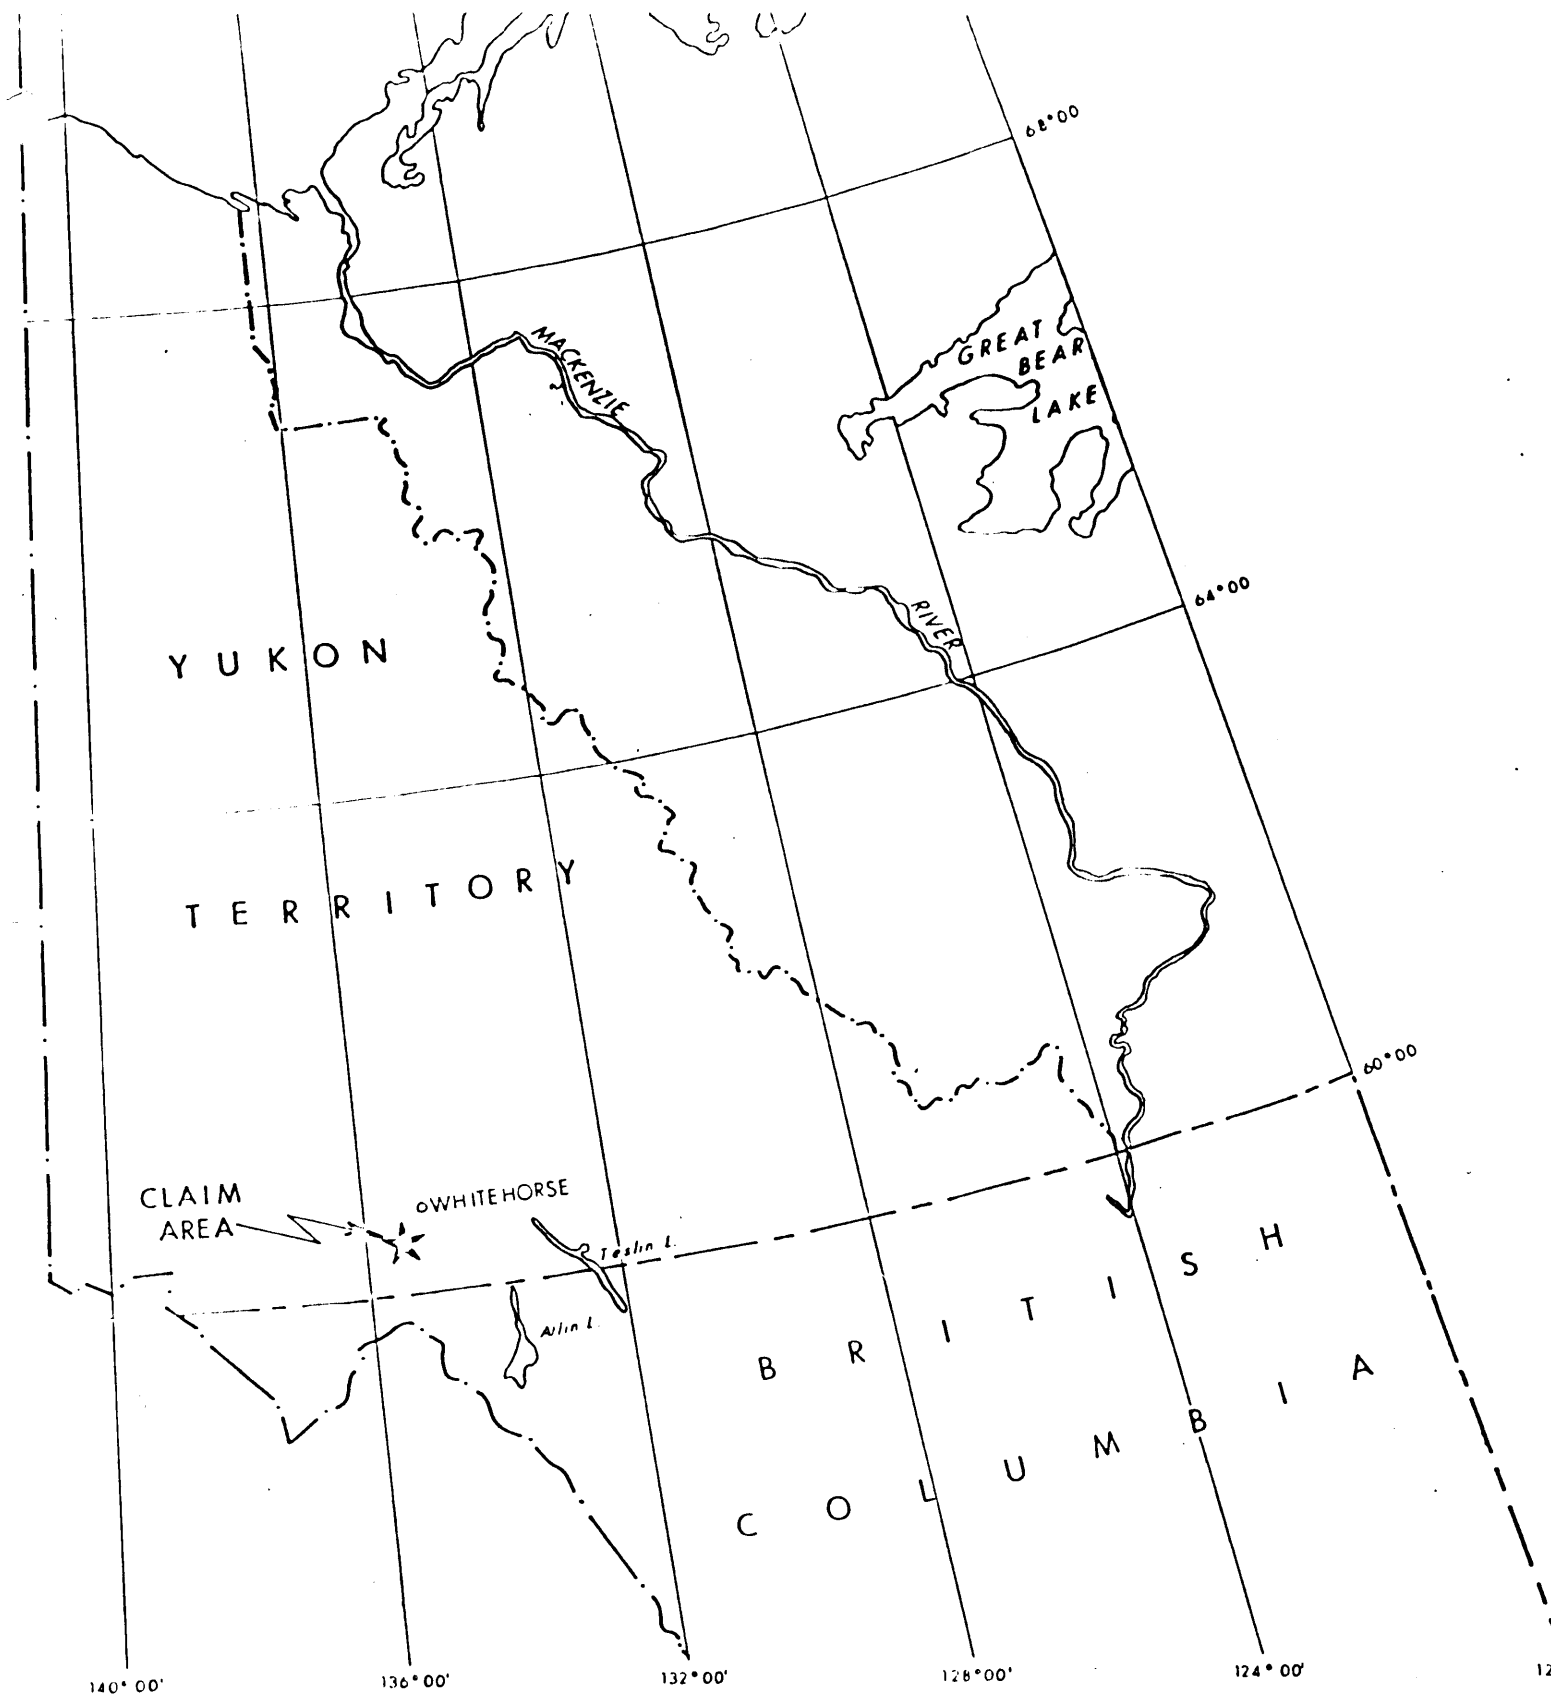 68°00
GREAT
BEAR
LAKE
MACKENZIE
RIVER
64°00
YUKON
TERRITORY
60°00
CLAIM
AREA
WHITEHORSE
Teslin L.
Atlin L.
BRITISH
COLUMBIA
140°00'
136°00'
132°00'
128°00'
124°00'